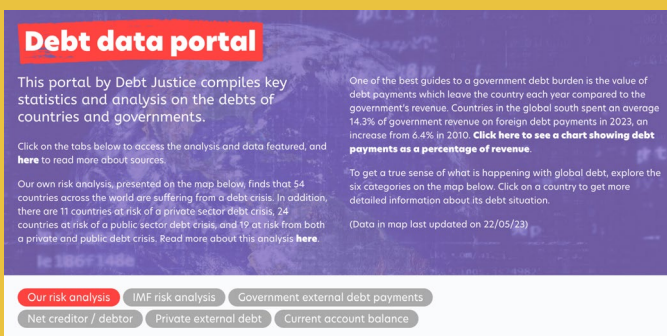 Debt data portal
This portal by Debt Justice compiles key
statistics and analysis on the debts of
countries and governments.
Click on the tabs below to access the analysis and data featured, and
here to read more about sources.
Our own risk analysis, presented on the map below, finds that 54
countries across the world are suffering from a debt crisis. In addition,
there are 11 countries at risk of a private sector debt crisis, 24
countries at risk of a public sector debt crisis, and 19 at risk from both
a private and public debt crisis. Read more about this analysis here.
One of the best guides to a government debt burden is the value of
debt payments which leave the country each year compared to the
government's revenue. Countries in the global south spent an average
14.3% of government revenue on foreign debt payments in 2023, an
increase from 6.4% in 2010. Click here to see a chart showing debt
payments as a percentage of revenue.
To get a true sense of what is happening with global debt, explore the
six categories on the map below. Click on a country to get more
detailed information about its debt situation.
(Data in map last updated on 22/05/23)
Our risk analysis IMF risk analysis Government external debt payments
Net creditor / debtor Private external debt Current account balance